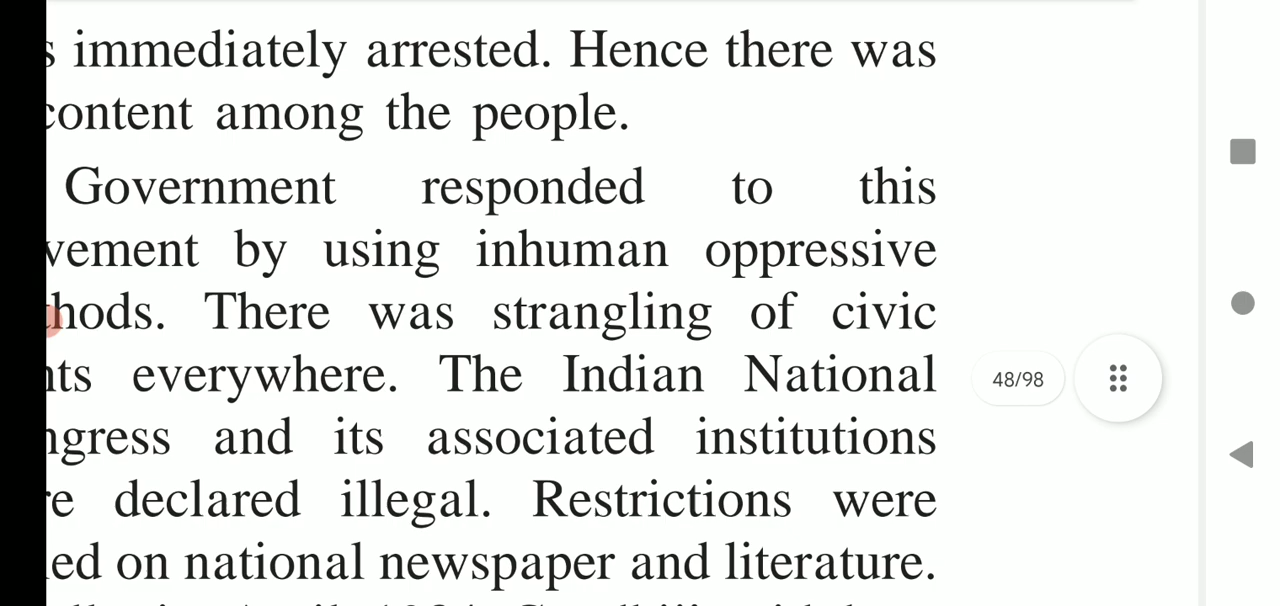 immediately arrested. Hence there was
content among the people.
Government responded to this
vement by using inhuman oppressive
hods. There was strangling of civic
hts everywhere. The Indian National
ngress and its associated institutions
re declared illegal. Restrictions were
ed on national newspaper and literature.
48/98